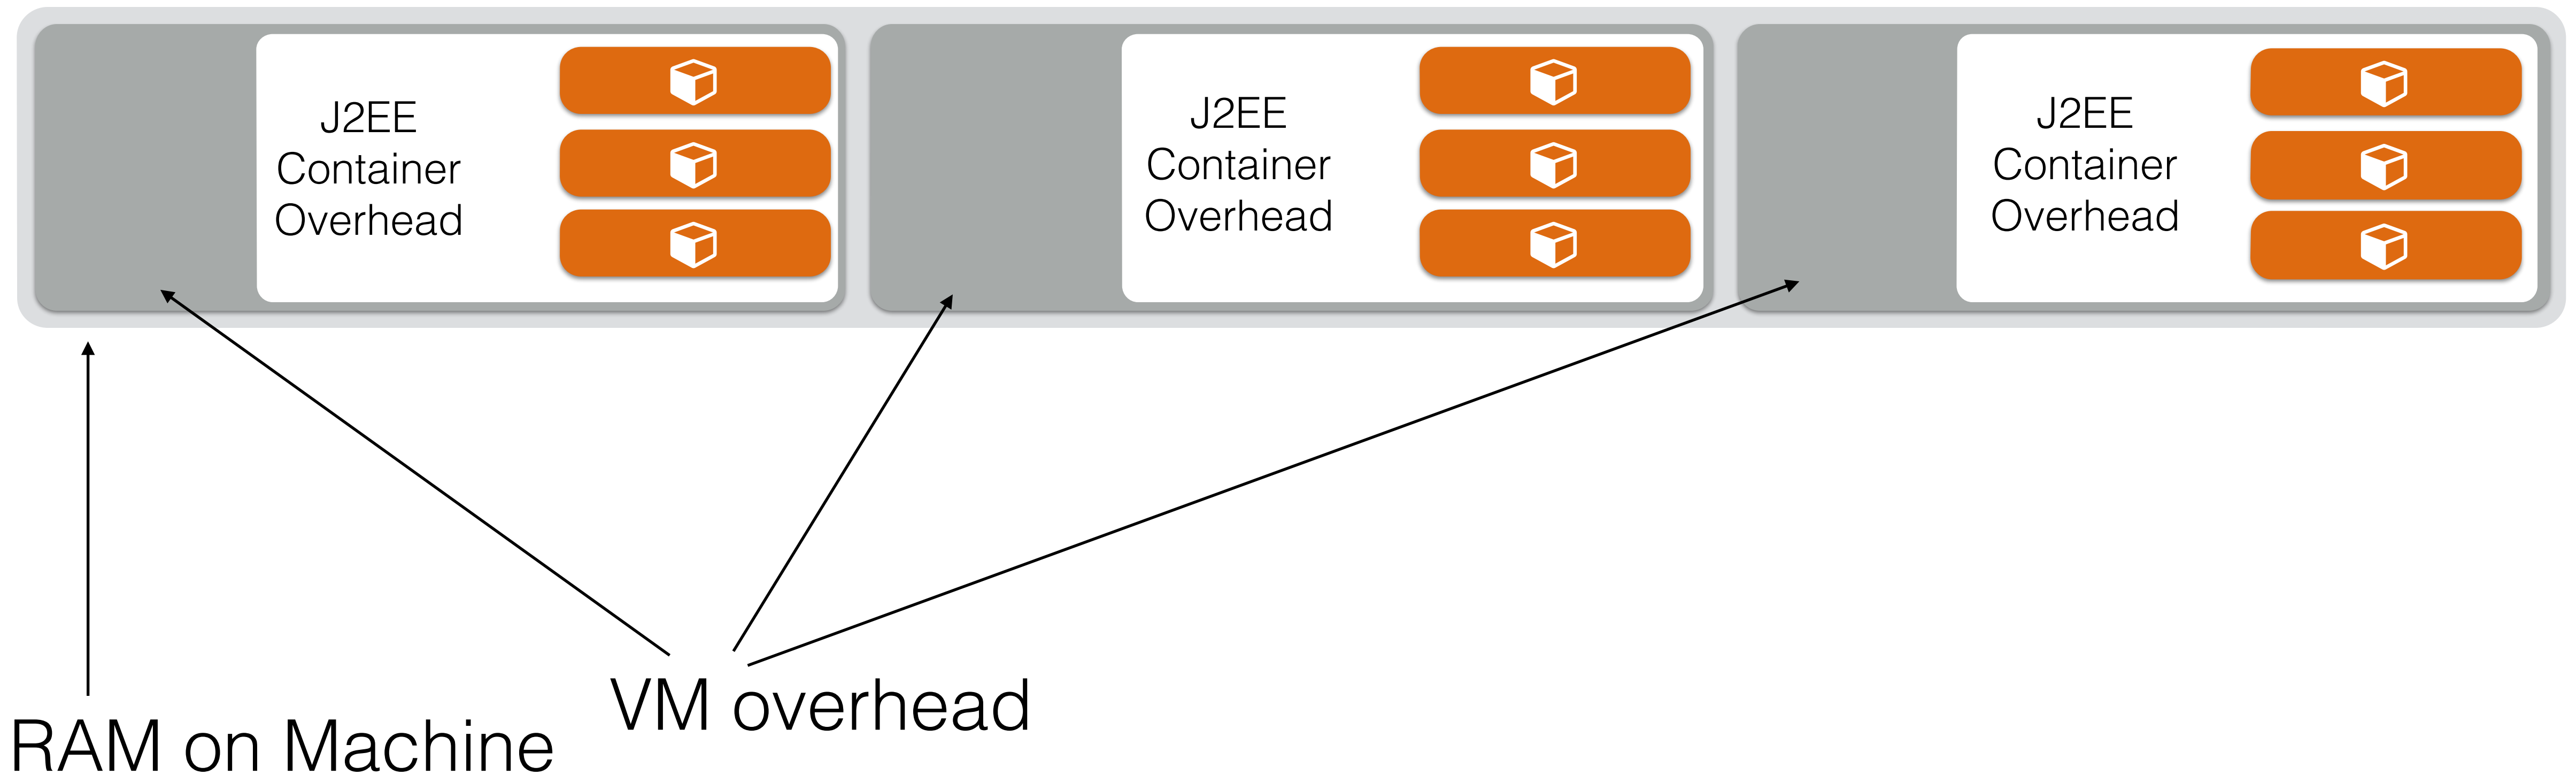 J2EE
Container
Overhead
J2EE
Container
Overhead
J2EE
Container
Overhead
VM overhead
RAM on Machine